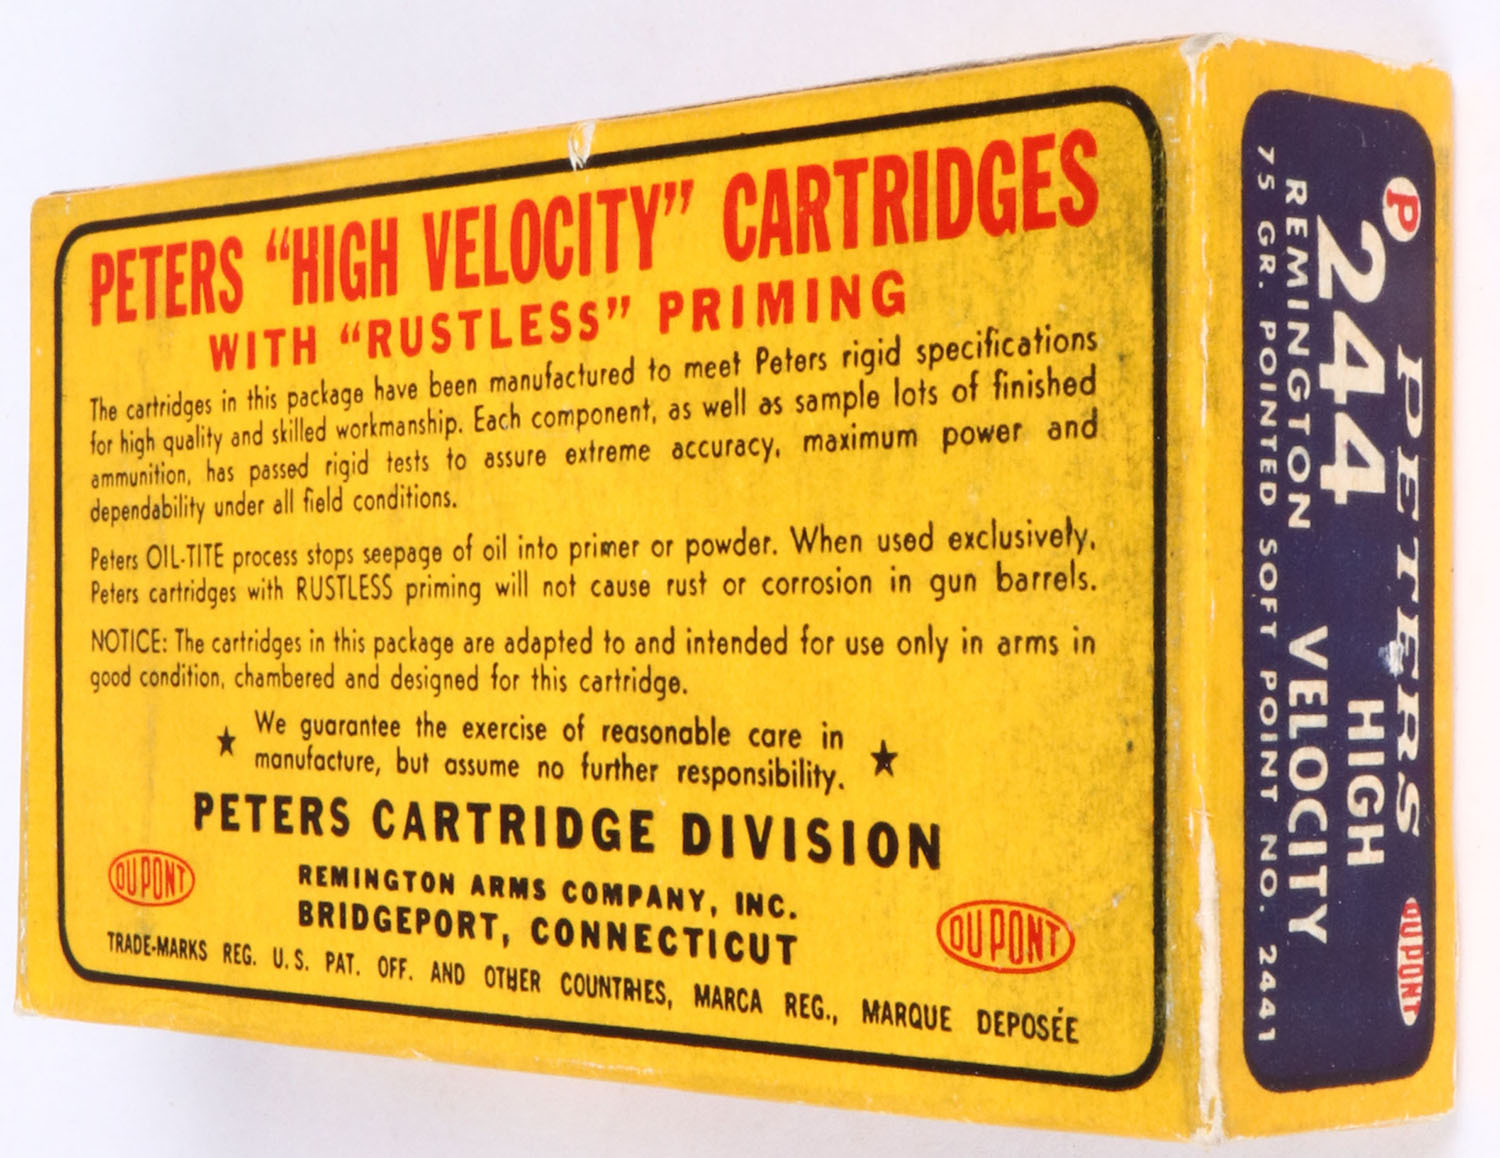 PETERS "HIGH VELOCITY" CARTRIDGES
WITH "RUSTLESS" PRIMING
The cartridges in this package have been manufactured to meet Peters rigid specifications
for high quality and skilled workmanship. Each component, as well as sample lots of finished
ammunition, has passed rigid tests to assure extreme accuracy, maximum power and
dependability under all field conditions.
Peters OIL-TITE process stops seepage of oil into primer or powder. When used exclusively,
Peters cartridges with RUSTLESS priming will not cause rust or corrosion in gun barrels.
NOTICE: The cartridges in this package are adapted to and intended for use only in arms in
good condition, chambered and designed for this cartridge.
★ We guarantee the exercise of reasonable care in
manufacture, but assume no further responsibility. ★
PETERS CARTRIDGE DIVISION
REMINGTON ARMS COMPANY, INC.
BRIDGEPORT, CONNECTICUT
DU PONT
DU PONT
TRADE-MARKS REG. U.S. PAT. OFF. AND OTHER COUNTRIES, MARCA REG., MARQUE DEPOSÉE
P PETERS DU PONT
244 HIGH
REMINGTON VELOCITY
75 GR. POINTED SOFT POINT NO. 2441